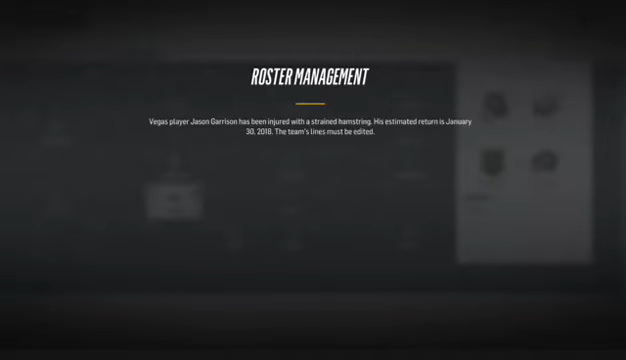 ROSTER MANAGEMENT
Vegas player Jason Garrison has been injured with a strained hamstring. His estimated return is January
30, 2018. The team's lines must be edited.